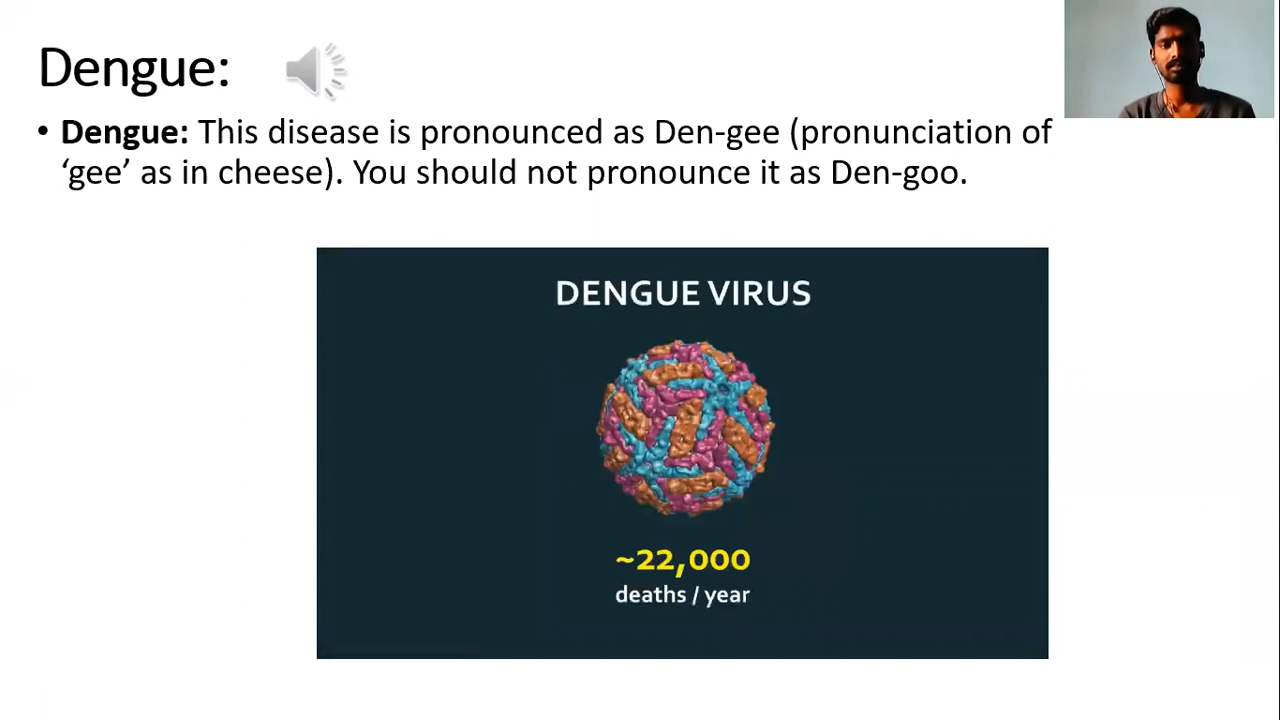 Dengue:
• Dengue: This disease is pronounced as Den-gee (pronunciation of
‘gee’ as in cheese). You should not pronounce it as Den-goo.
DENGUE VIRUS
~22,000
deaths / year